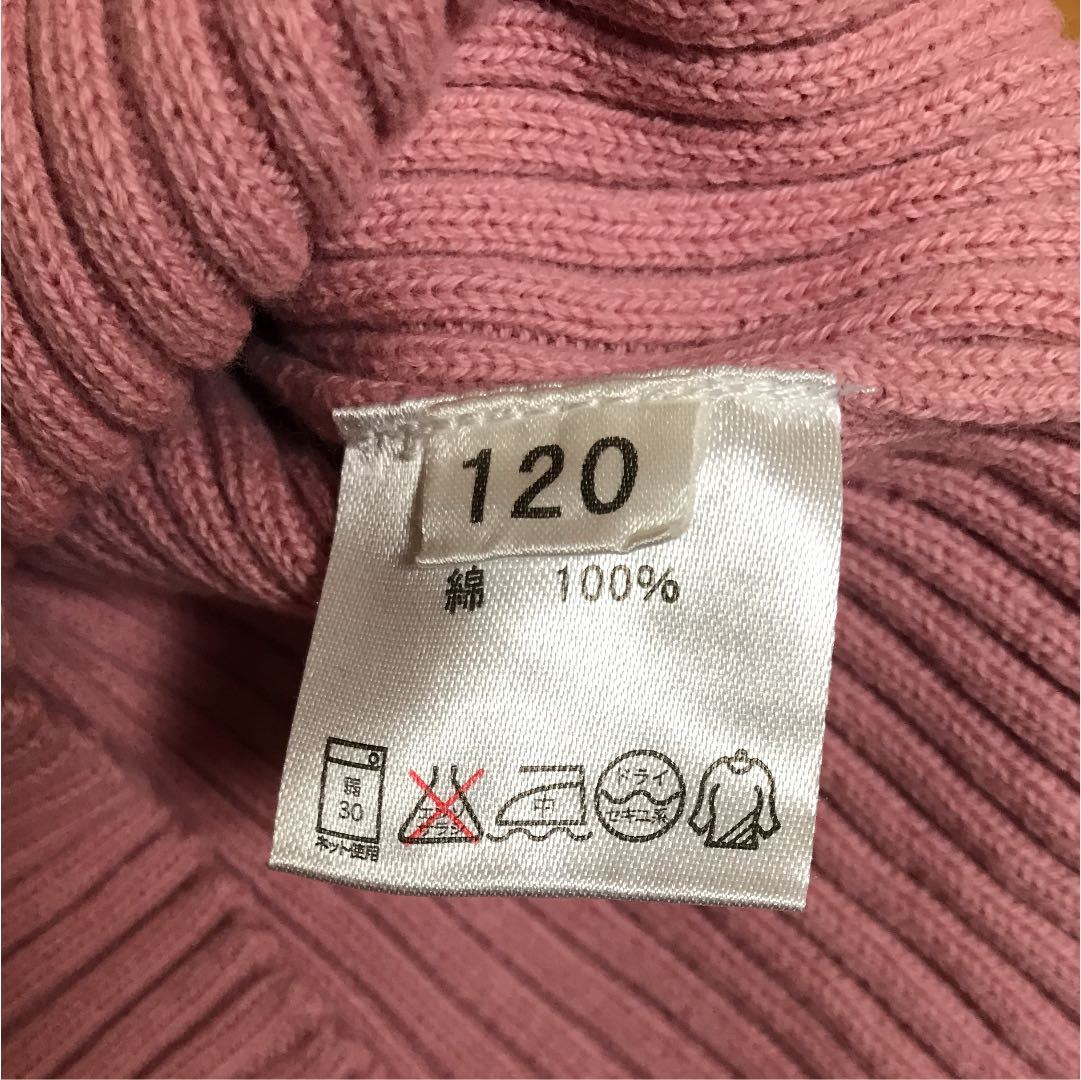 120
綿 100%
弱
30
ネット使用
エンソ
サラシ
中
ドライ
セキユ系